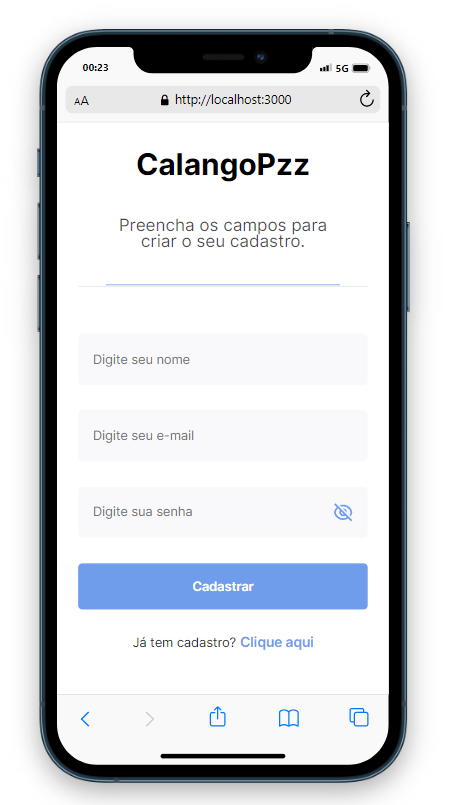 00:23
5G
AA
http://localhost:3000
CalangoPzz
Preencha os campos para
criar o seu cadastro.
Digite seu nome
Digite seu e-mail
Digite sua senha
Cadastrar
Já tem cadastro? Clique aqui